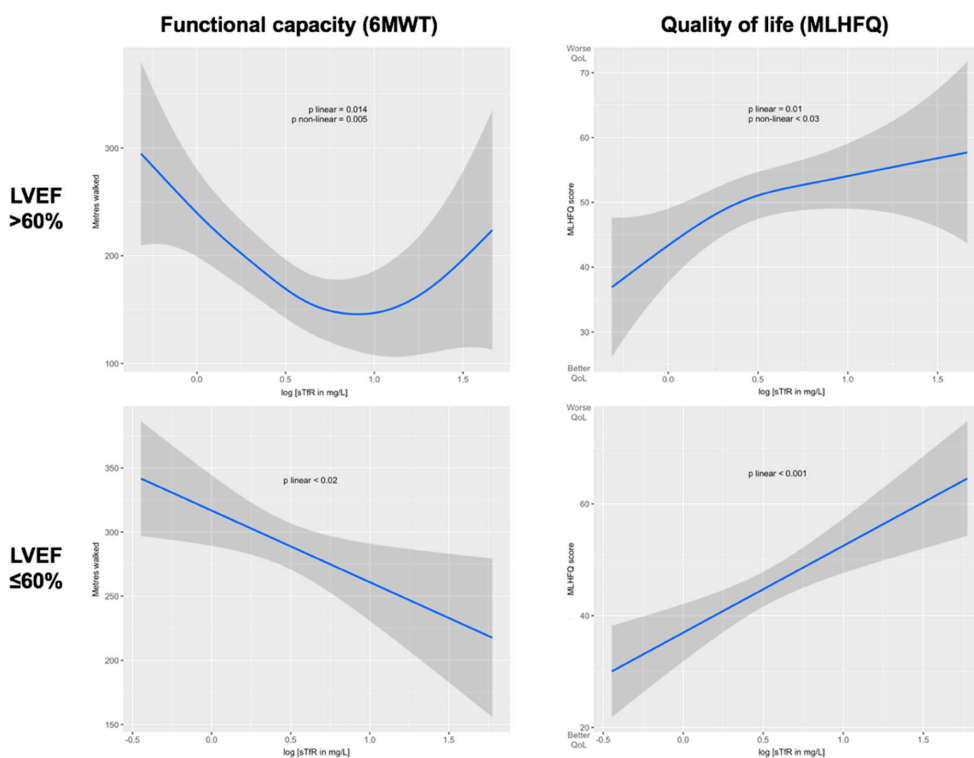 Functional capacity (6MWT)
Quality of life (MLHFQ)
LVEF
>60%
Metres walked
300
200
100
p linear = 0.014
p non-linear = 0.005
0.0
0.5
1.0
1.5
log [sTfR in mg/L]
Worse
QoL
MLHFQ score
70
60
50
40
30
Better
QoL
p linear = 0.01
p non-linear < 0.03
0.0
0.5
1.0
1.5
log [sTfR in mg/L]
LVEF
≤60%
Metres walked
350
300
250
200
150
p linear < 0.02
-0.5
0.0
0.5
1.0
1.5
log [sTfR in mg/L]
Worse
QoL
MLHFQ score
60
40
20
Better
QoL
p linear < 0.001
-0.5
0.0
0.5
1.0
1.5
log [sTfR in mg/L]